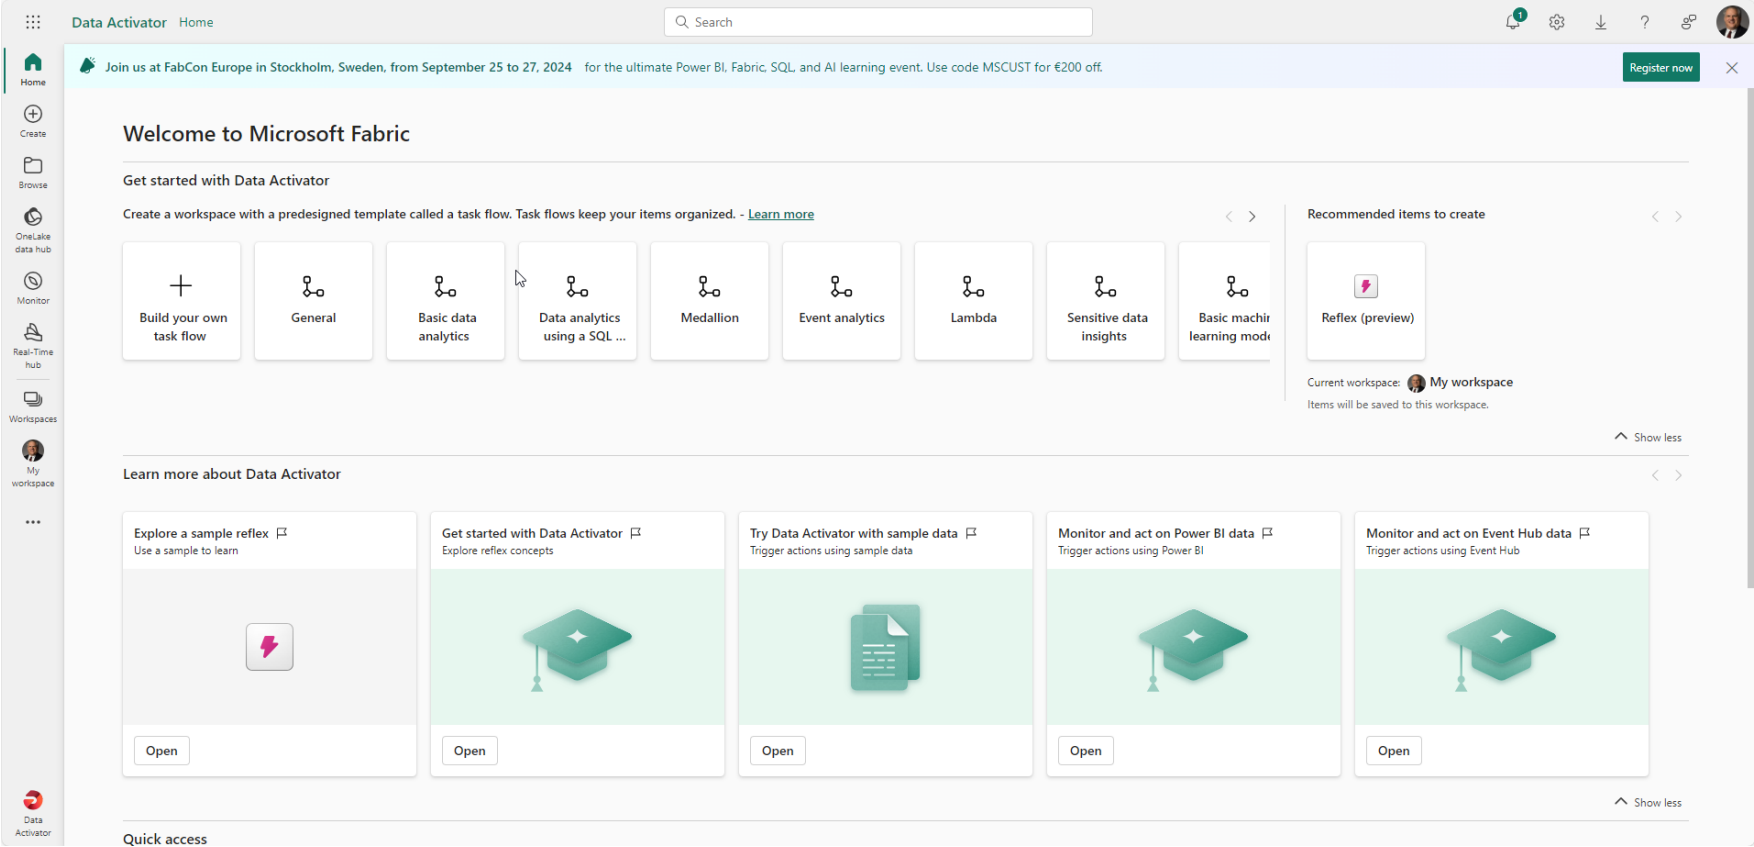 Data Activator Home
Search
1
Home
Create
Browse
OneLake
data hub
Monitor
Real-Time
hub
Workspaces
My
workspace
Data
Activator
Join us at FabCon Europe in Stockholm, Sweden, from September 25 to 27, 2024 for the ultimate Power BI, Fabric, SQL, and AI learning event. Use code MSCUST for €200 off.
Register now
Welcome to Microsoft Fabric
Get started with Data Activator
Create a workspace with a predesigned template called a task flow. Task flows keep your items organized. - Learn more
Build your own
task flow
General
Basic data
analytics
Data analytics
using a SQL ...
Medallion
Event analytics
Lambda
Sensitive data
insights
Basic machin
learning mode
Recommended items to create
Reflex (preview)
Current workspace: My workspace
Items will be saved to this workspace.
Show less
Learn more about Data Activator
Explore a sample reflex
Use a sample to learn
Open
Get started with Data Activator
Explore reflex concepts
Open
Try Data Activator with sample data
Trigger actions using sample data
Open
Monitor and act on Power BI data
Trigger actions using Power BI
Open
Monitor and act on Event Hub data
Trigger actions using Event Hub
Open
Show less
Quick access